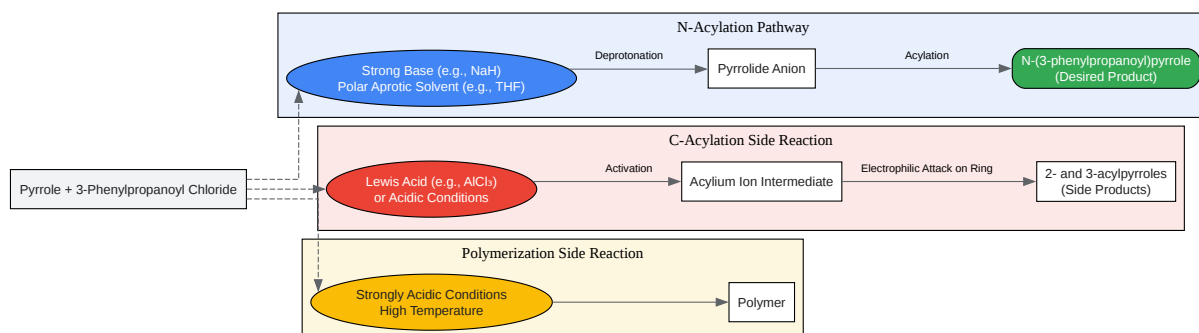 N-Acylation Pathway
Strong Base (e.g., NaH)
Polar Aprotic Solvent (e.g., THF)
Deprotonation
Pyrrolide Anion
Acylation
N-(3-phenylpropanoyl)pyrrole
(Desired Product)
C-Acylation Side Reaction
Pyrrole + 3-Phenylpropanoyl Chloride
Lewis Acid (e.g., AlCl₃)
or Acidic Conditions
Activation
Acylium Ion Intermediate
Electrophilic Attack on Ring
2- and 3-acylpyrroles
(Side Products)
Polymerization Side Reaction
Strongly Acidic Conditions
High Temperature
Polymer